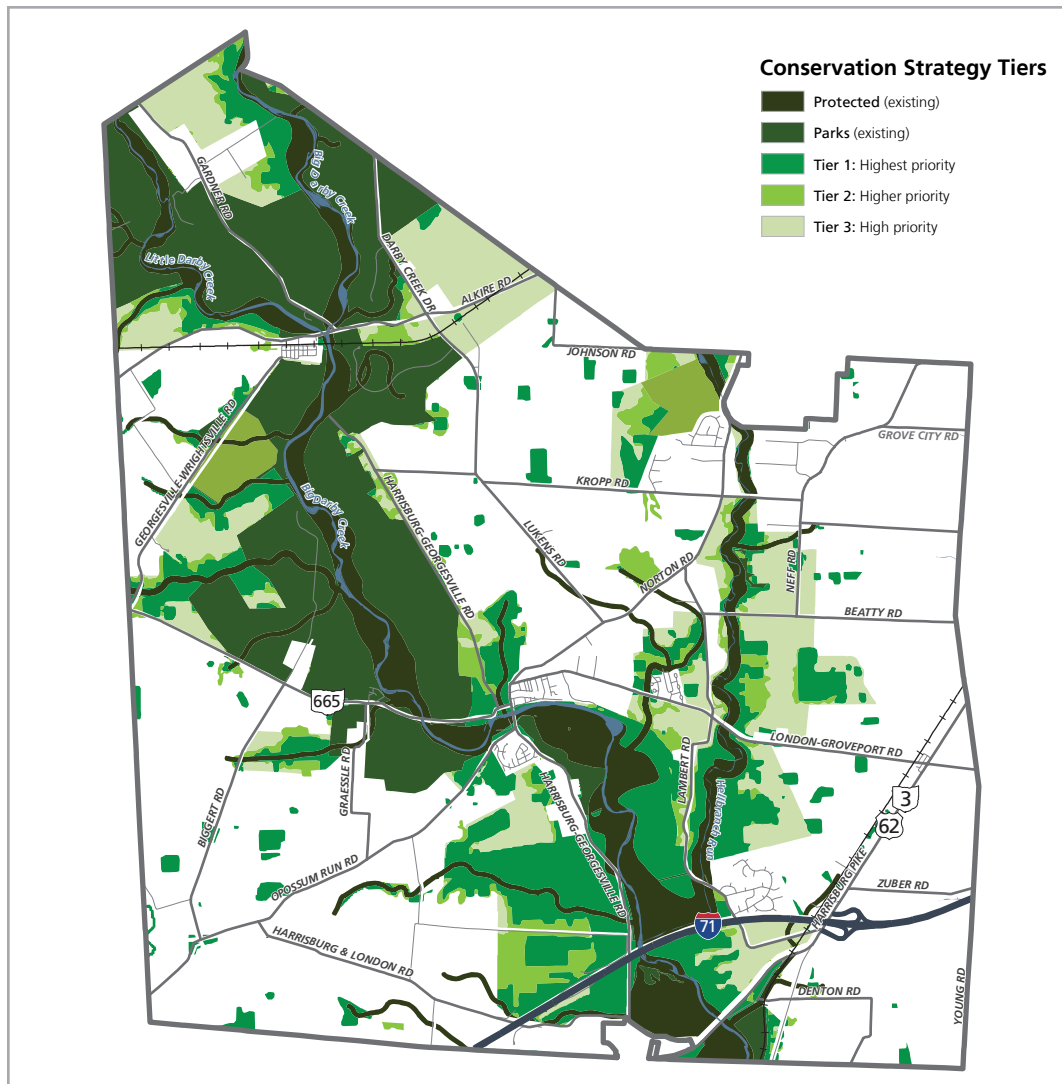 Conservation Strategy Tiers
Protected (existing)
Parks (existing)
Tier 1: Highest priority
Tier 2: Higher priority
Tier 3: High priority
GARDNER RD
Big Darby Creek
DARBY CREEK DR
Little Darby Creek
ALKIRE RD
JOHNSON RD
GEORGESVILLE-WRIGHTSVILLE RD
GROVE CITY RD
KROPP RD
Big Darby Creek
HARRISBURG-GEORGESVILLE RD
LUKENS RD
NORTON RD
NEFF RD
BEATTY RD
665
LONDON-GROVEPORT RD
GRAESSLE RD
LAMBERT RD
Hellbranch Run
BIGGERT RD
HARRISBURG-GEORGESVILLE RD
3
62
OPOSSUM RUN RD
HARRISBURG PIKE
ZUBER RD
71
HARRISBURG & LONDON RD
DENTON RD
YOUNG RD